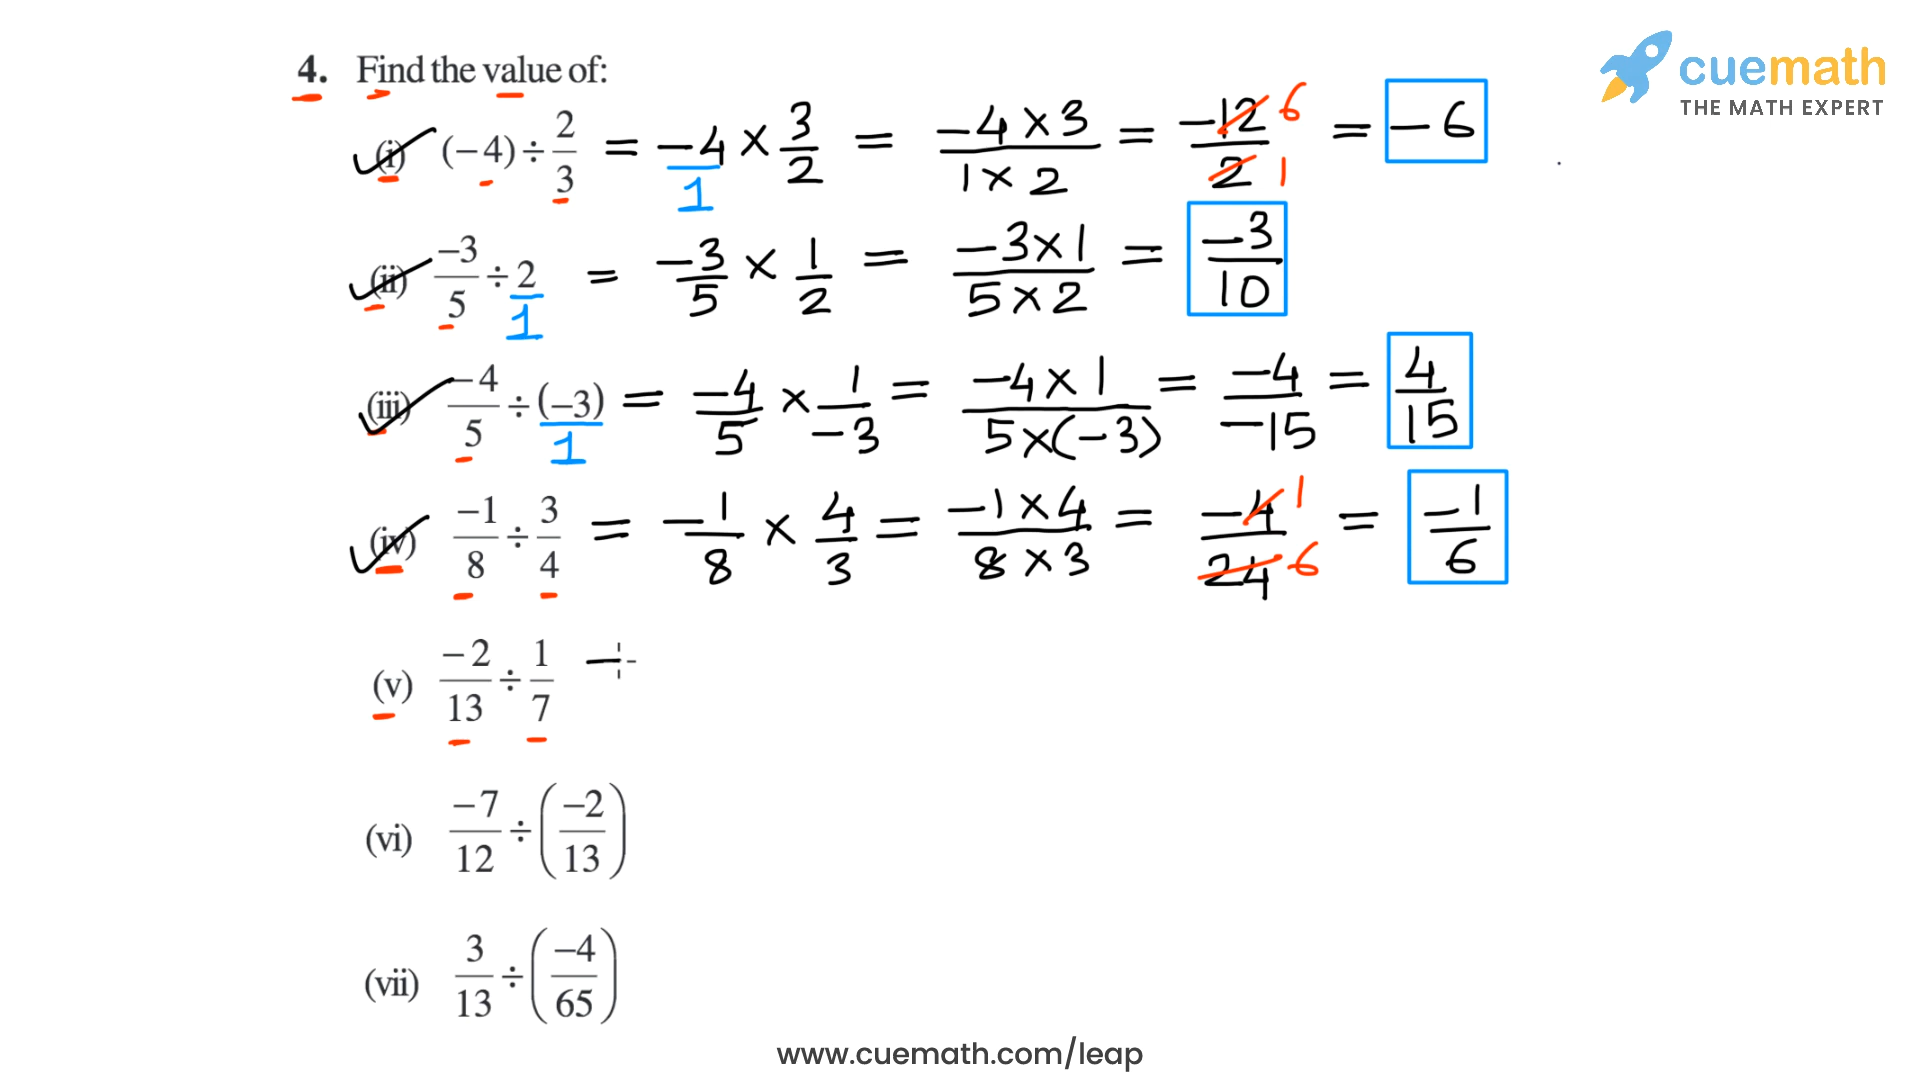 cuemath
THE MATH EXPERT
4. Find the value of:
(i) (−4) ÷ 2/3 = −4/1 × 3/2 = −4×3/1×2 = −12/2 6 1 = −6
(ii) −3/5 ÷ 2/1 = −3/5 × 1/2 = −3×1/5×2 = −3/10
(iii) −4/5 ÷ (−3)/1 = −4/5 × 1/−3 = −4×1/5×(−3) = −4/−15 = 4/15
(iv) −1/8 ÷ 3/4 = −1/8 × 4/3 = −1×4/8×3 = −4/24 1 6 = −1/6
(v) −2/13 ÷ 1/7
(vi) −7/12 ÷ (−2/13)
(vii) 3/13 ÷ (−4/65)
www.cuemath.com/leap